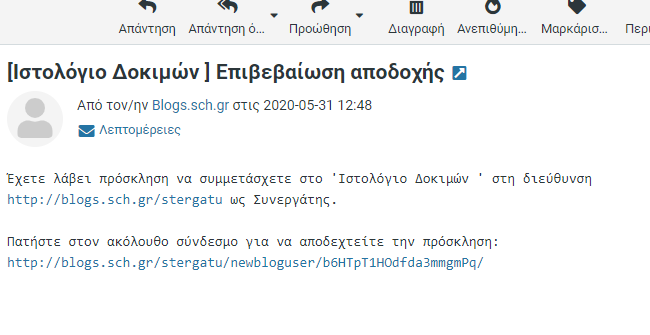 Απάντηση Απάντηση ό... Προώθηση Διαγραφή Ανεπιθύμη... Μαρκάρισ...
[Ιστολόγιο Δοκιμών ] Επιβεβαίωση αποδοχής
Από τον/ην Blogs.sch.gr στις 2020-05-31 12:48
Λεπτομέρειες
Έχετε λάβει πρόσκληση να συμμετάσχετε στο 'Ιστολόγιο Δοκιμών ' στη διεύθυνση
http://blogs.sch.gr/stergatu ως Συνεργάτης.
Πατήστε στον ακόλουθο σύνδεσμο για να αποδεχτείτε την πρόσκληση:
http://blogs.sch.gr/stergatu/newbloguser/b6HTpT1HOdfda3mmgmPq/